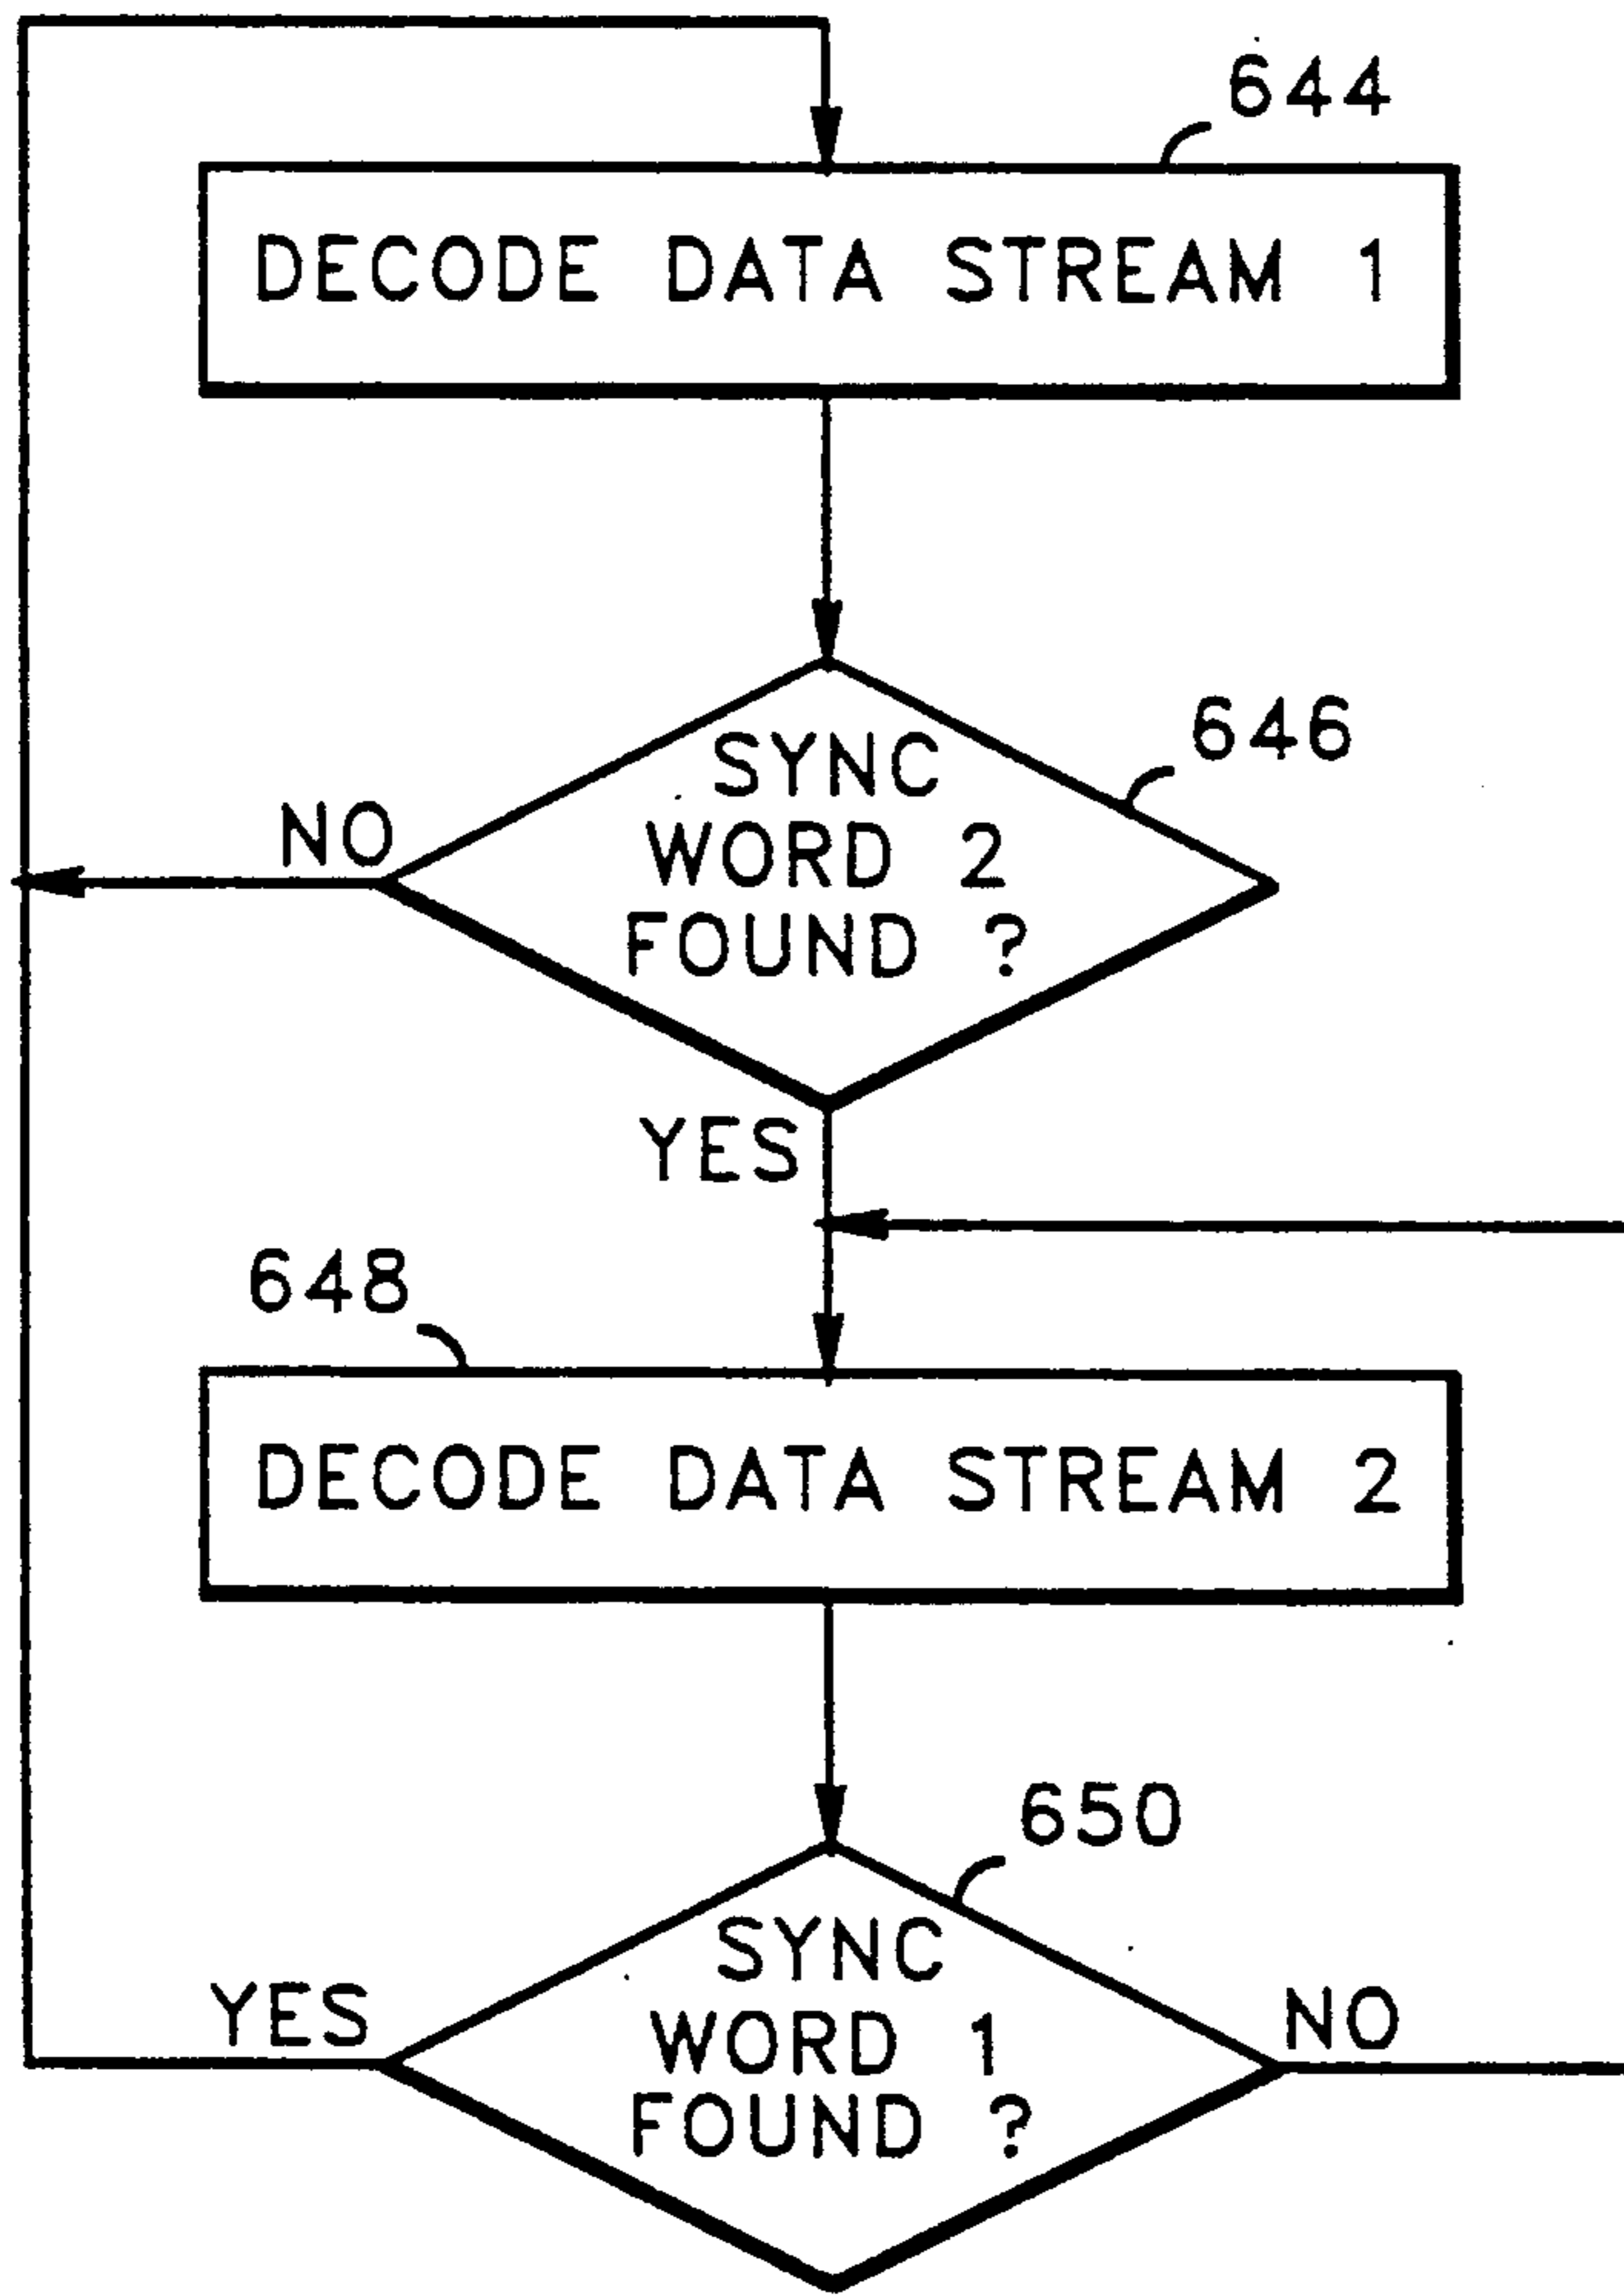 644
DECODE DATA STREAM 1
646
SYNC
WORD 2
FOUND ?
NO
YES
648
DECODE DATA STREAM 2
650
SYNC
WORD 1
FOUND ?
YES
NO